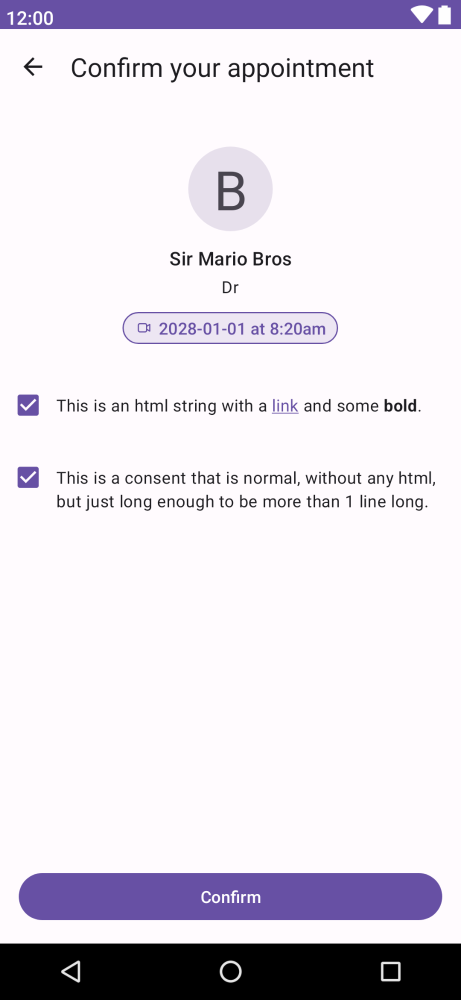 12:00
Confirm your appointment
B
Sir Mario Bros
Dr
2028-01-01 at 8:20am
This is an html string with a link and some bold.
This is a consent that is normal, without any html,
but just long enough to be more than 1 line long.
Confirm